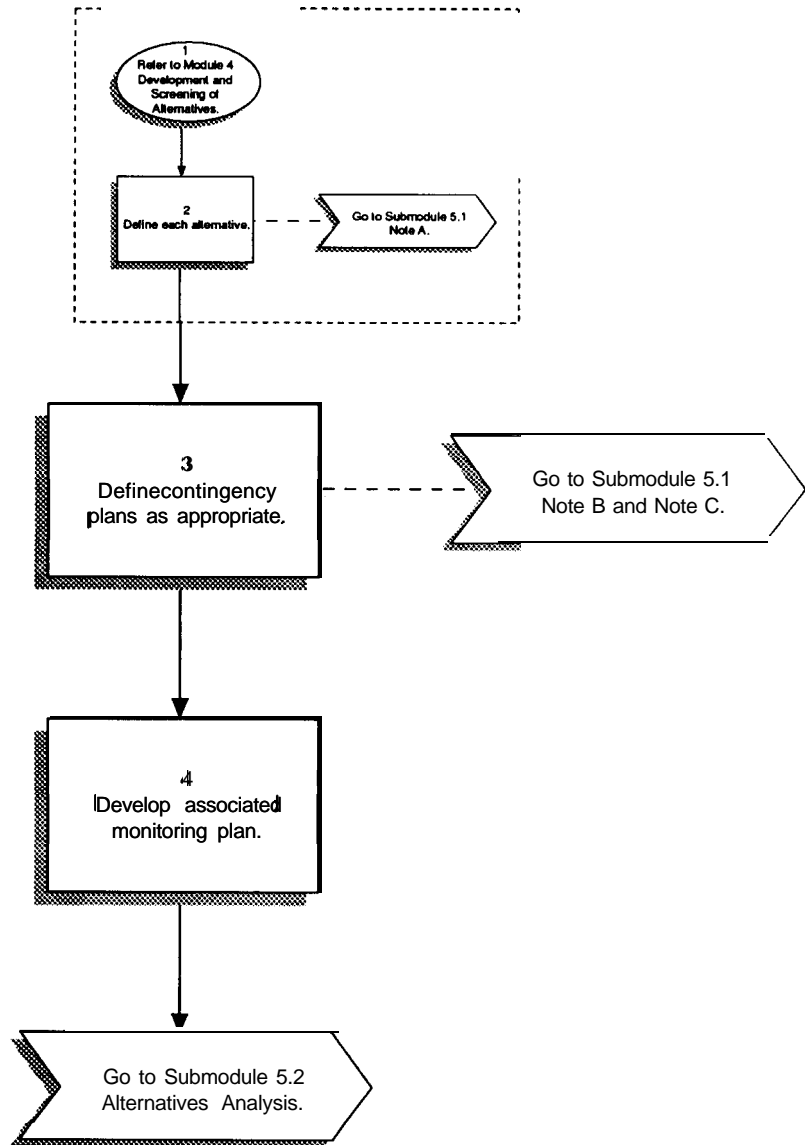 1
Refer to Module 4
Development and
Screening of
Alternatives.
2
Define each alternative.
Go to Submodule 5.1
Note A.
3
Definecontingency
plans as appropriate.
Go to Submodule 5.1
Note B and Note C.
4
Develop associated
monitoring plan.
Go to Submodule 5.2
Alternatives Analysis.